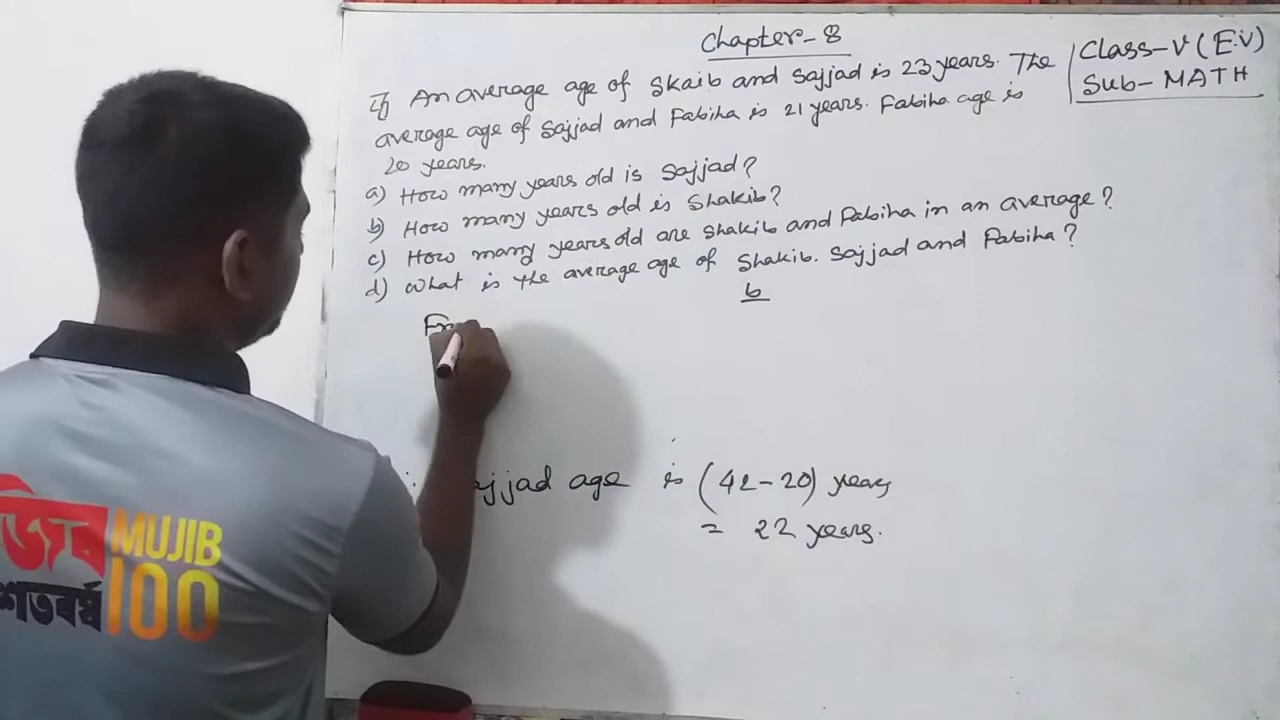 Chapter-8
Class-V (E.V)
Sub-MATH
An average age of Skaib and Sajjad is 23 years. The
average age of Sajjad and Fabiha is 21 years. Fabiha age is
20 years.
a) How many years old is Sajjad?
b) How many years old is Shakib?
c) How many years old are Shakib and Fabiha in an average?
d) What is the average age of Shakib. Sajjad and Fabiha?
b
ajjad age is (42-20) years
= 22 years.
MUJIB
100
শতবর্ষ